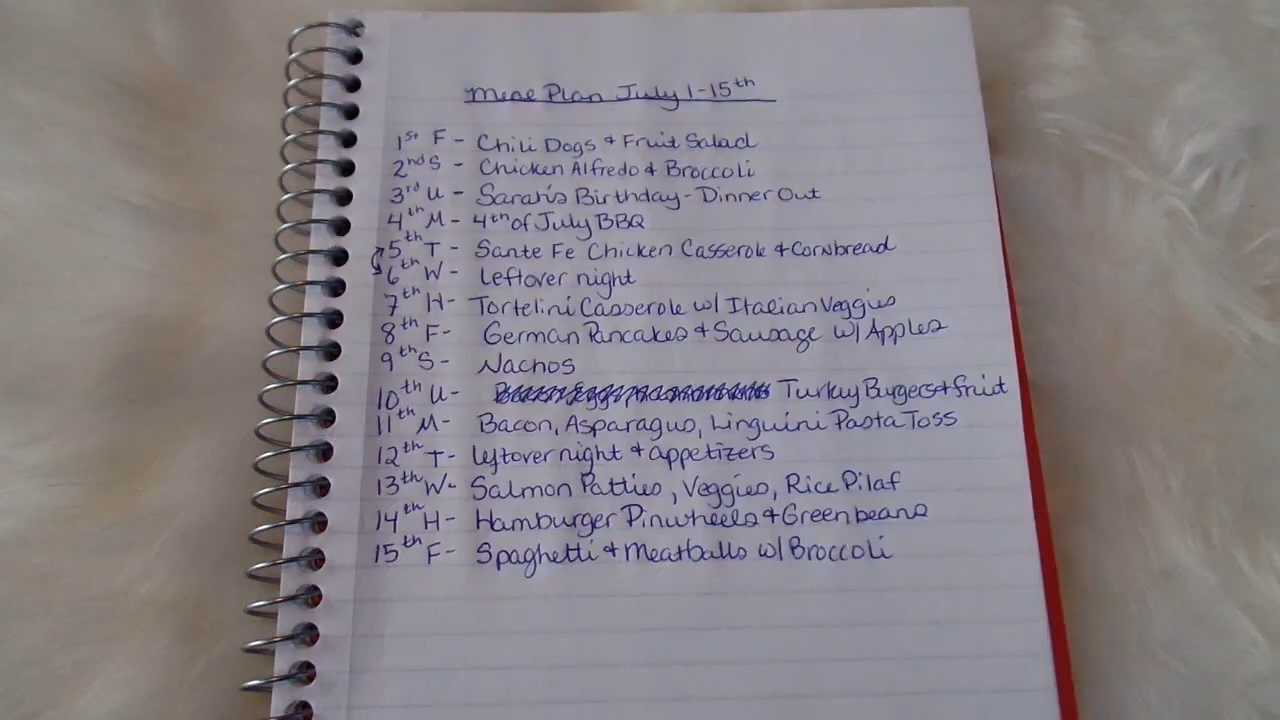 Menu Plan July 1-15th
1st F - Chili Dogs & Fruit Salad
2nd S - Chicken Alfredo & Broccoli
3rd U - Sarah's Birthday - Dinner Out
4th M - 4th of July BBQ
5th T - Sante Fe Chicken Casserole & Cornbread
6th W - Leftover night
7th H - Tortelini Casserole w/ Italian Veggies
8th F - German Pancakes & Sausage w/ Apples
9th S - Nachos
10th U - Turkey Burgers & fruit
11th M - Bacon, Asparagus, Linguini Pasta Toss
12th T - Leftover night & appetizers
13th W - Salmon Patties, Veggies, Rice Pilaf
14th H - Hamburger Pinwheels & Green beans
15th F - Spaghetti & Meatballs w/ Broccoli